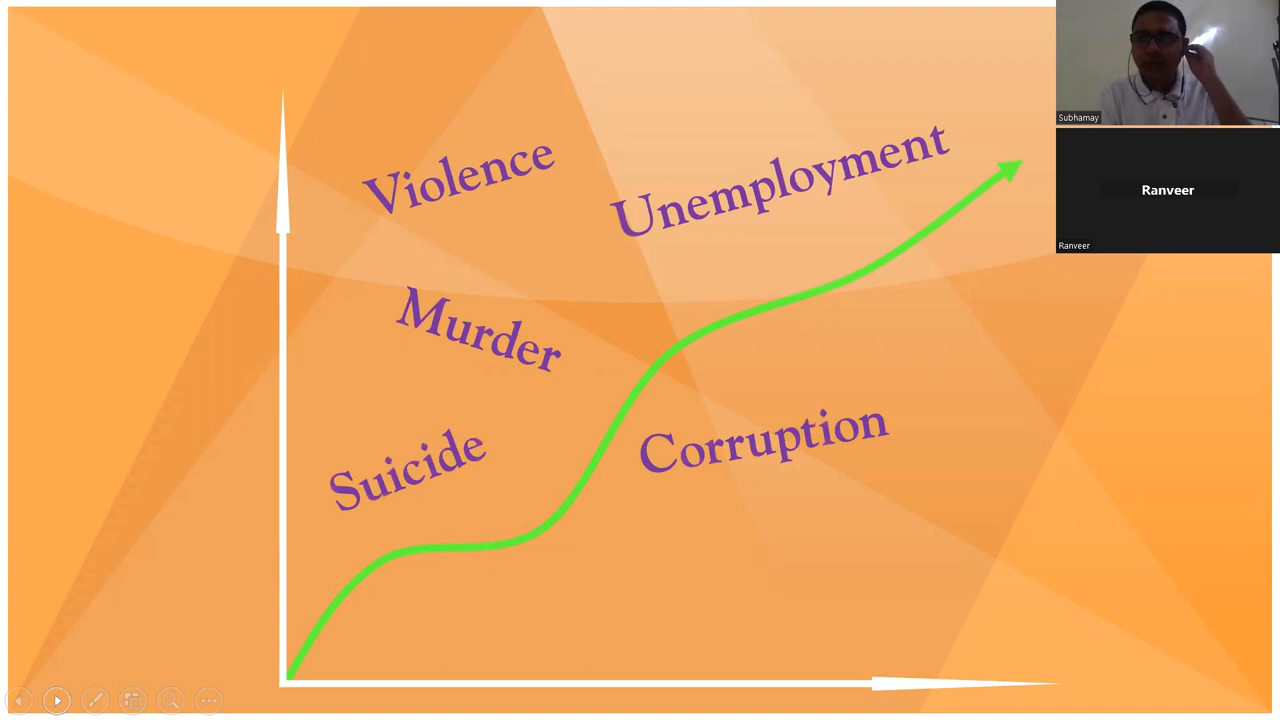 Violence
Unemployment
Murder
Suicide
Corruption
Subhamay
Ranveer
Ranveer